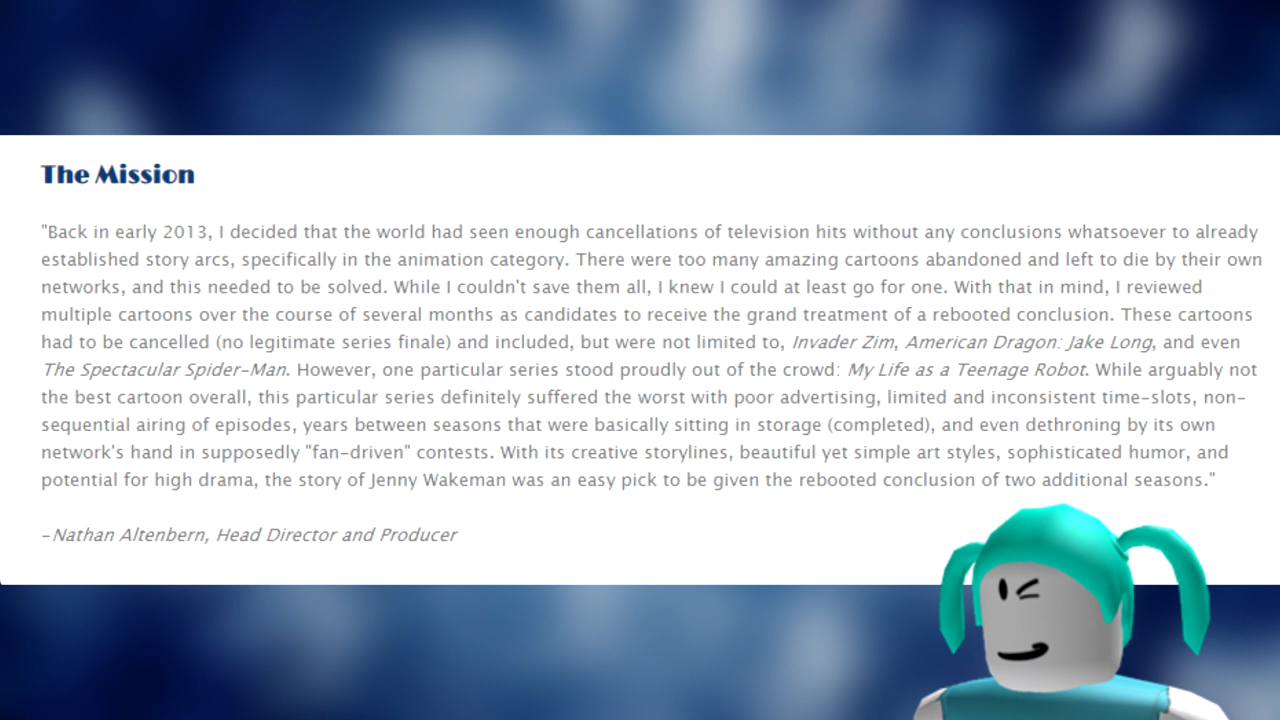 The Mission
"Back in early 2013, I decided that the world had seen enough cancellations of television hits without any conclusions whatsoever to already
established story arcs, specifically in the animation category. There were too many amazing cartoons abandoned and left to die by their own
networks, and this needed to be solved. While I couldn't save them all, I knew I could at least go for one. With that in mind, I reviewed
multiple cartoons over the course of several months as candidates to receive the grand treatment of a rebooted conclusion. These cartoons
had to be cancelled (no legitimate series finale) and included, but were not limited to, Invader Zim, American Dragon: Jake Long, and even
The Spectacular Spider-Man. However, one particular series stood proudly out of the crowd: My Life as a Teenage Robot. While arguably not
the best cartoon overall, this particular series definitely suffered the worst with poor advertising, limited and inconsistent time-slots, non-
sequential airing of episodes, years between seasons that were basically sitting in storage (completed), and even dethroning by its own
network's hand in supposedly "fan-driven" contests. With its creative storylines, beautiful yet simple art styles, sophisticated humor, and
potential for high drama, the story of Jenny Wakeman was an easy pick to be given the rebooted conclusion of two additional seasons."
-Nathan Altenbern, Head Director and Producer